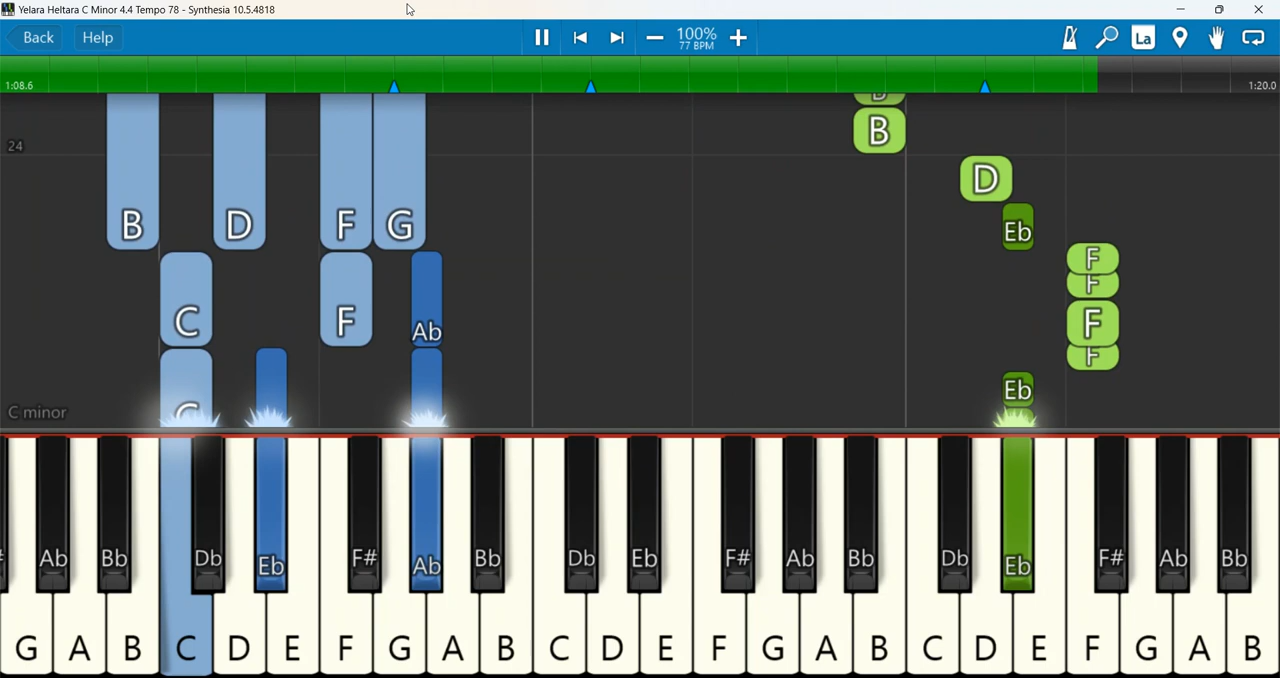 Yelara Heltara C Minor 4.4 Tempo 78 - Synthesia 10.5.4818
Back Help 100% La
77 BPM
1:08.6 1:20.0
B
B
24
D
B D F G Eb
F
F
C F Ab F
F
C Eb
C minor
Ab Bb Db Eb F# Ab Bb Db Eb F# Ab Bb Db Eb F# Ab Bb
G A B C D E F G A B C D E F G A B C D E F G A B